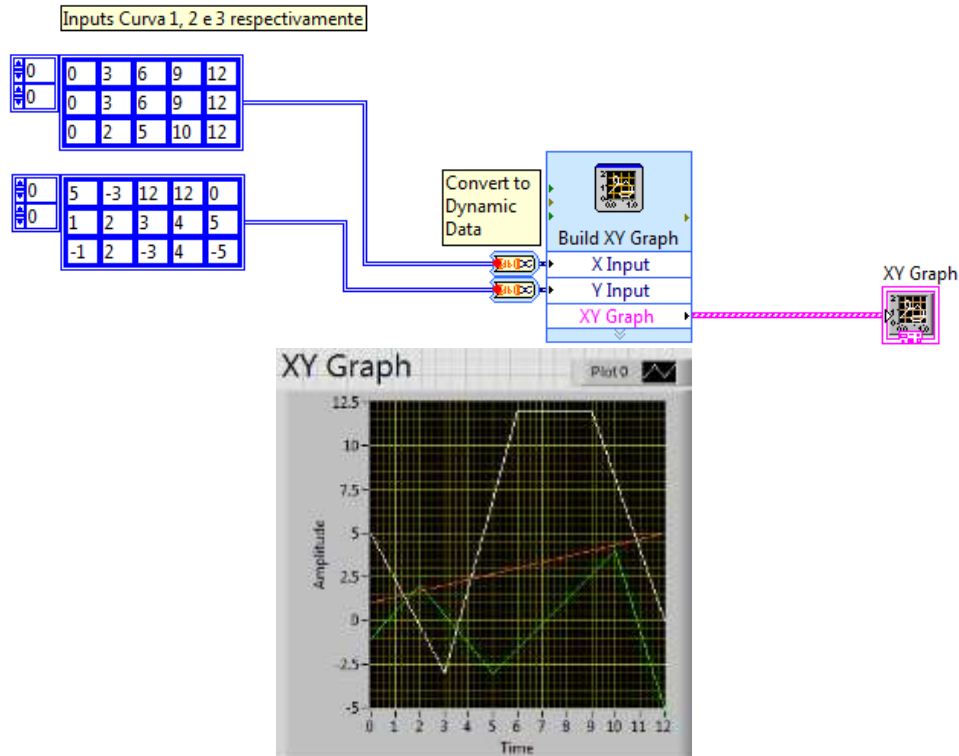 Inputs Curva 1, 2 e 3 respectivamente
0
0
0 3 6 9 12
0 3 6 9 12
0 2 5 10 12
0
0
5 -3 12 12 0
1 2 3 4 5
-1 2 -3 4 -5
Convert to
Dynamic
Data
Build XY Graph
X Input
Y Input
XY Graph
XY Graph
XY Graph
Plot 0
12.5
10
7.5
5
2.5
0
-2.5
-5
Amplitude
0 1 2 3 4 5 6 7 8 9 10 11 12
Time